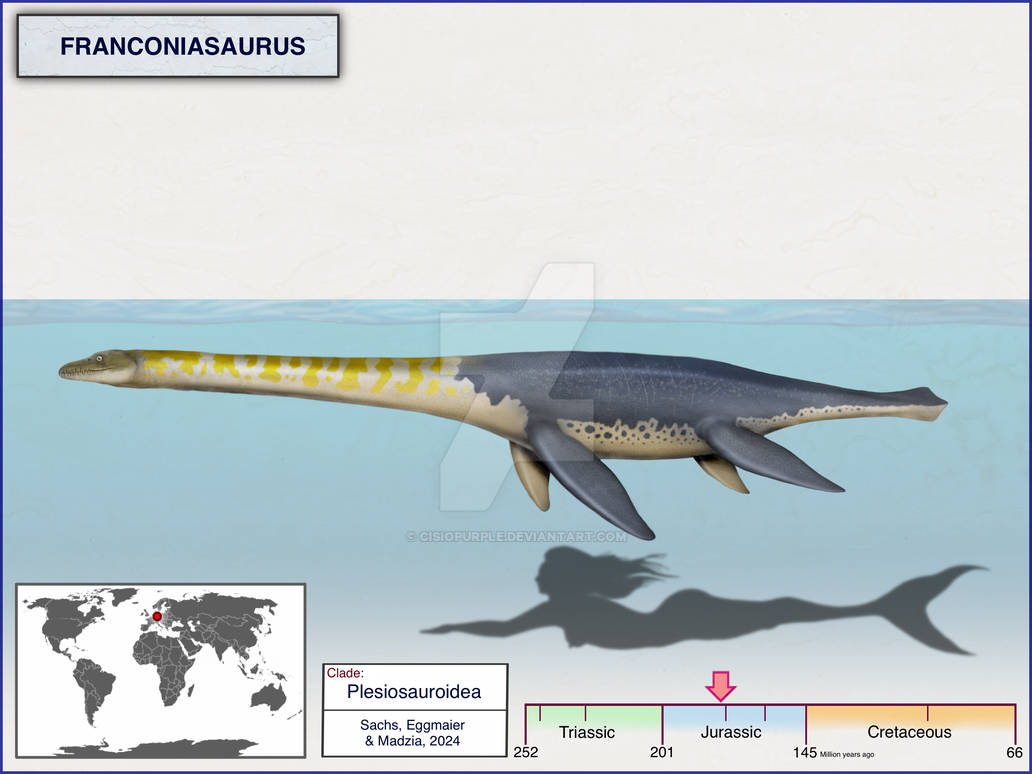 FRANCONIASAURUS
© CISIOPURPLE.DEVIANTART.COM
Clade:
Plesiosauroidea
Sachs, Eggmaier
& Madzia, 2024
Triassic
Jurassic
Cretaceous
252
201
145
Million years ago
66